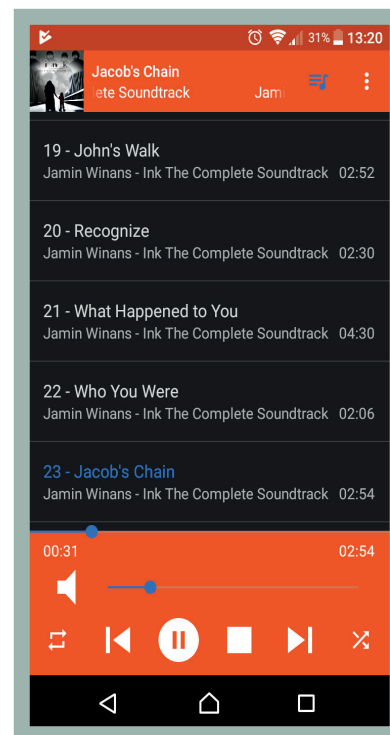 31% 13:20
Jacob's Chain
ete Soundtrack Jami
19 - John's Walk
Jamin Winans - Ink The Complete Soundtrack 02:52
20 - Recognize
Jamin Winans - Ink The Complete Soundtrack 02:30
21 - What Happened to You
Jamin Winans - Ink The Complete Soundtrack 04:30
22 - Who You Were
Jamin Winans - Ink The Complete Soundtrack 02:06
23 - Jacob's Chain
Jamin Winans - Ink The Complete Soundtrack 02:54
00:31 02:54